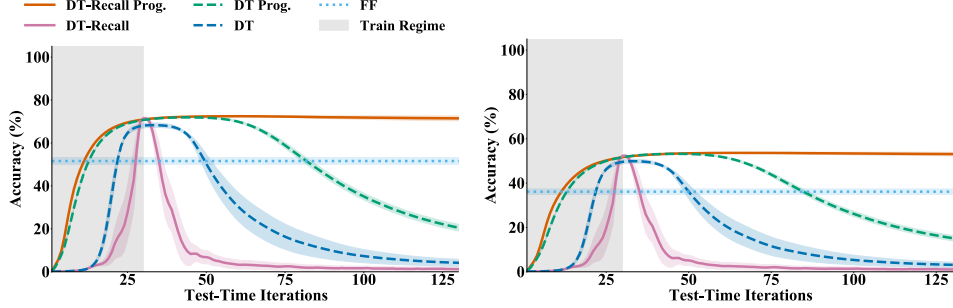 DT-Recall Prog. DT Prog. FF
DT-Recall DT Train Regime
Accuracy (%)
100
80
60
40
20
0
25 50 75 100 125
Test-Time Iterations
Accuracy (%)
100
80
60
40
20
0
25 50 75 100 125
Test-Time Iterations